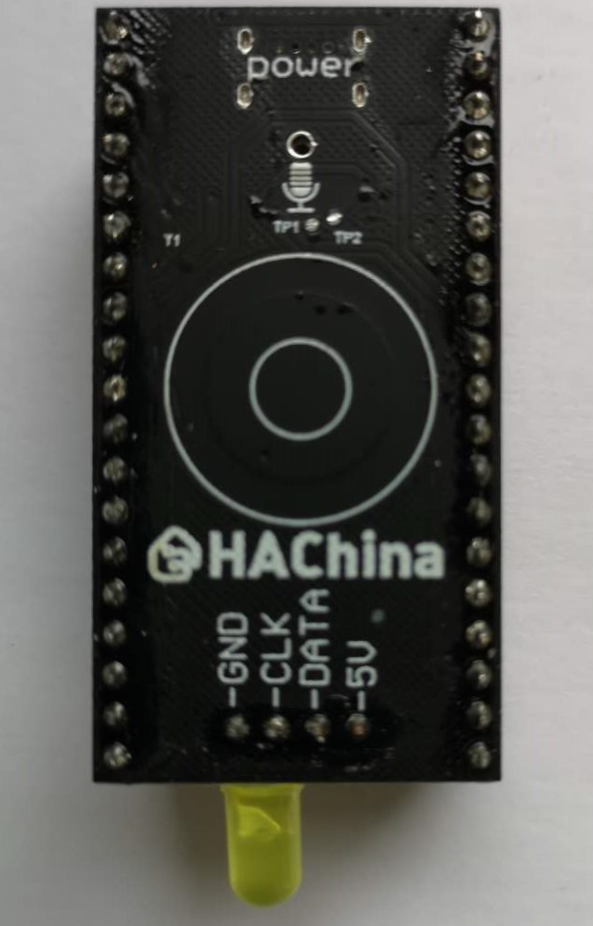 power
TP1
TP2
T1
HAChina
-GND
-CLK
-DATA
-5V